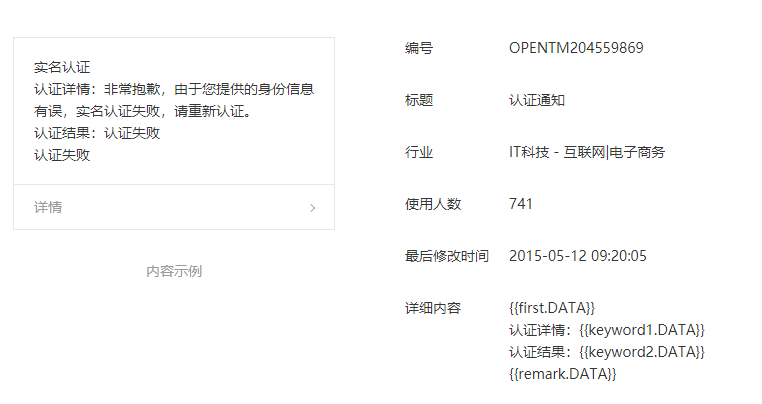 实名认证
认证详情：非常抱歉，由于您提供的身份信息
有误，实名认证失败，请重新认证。
认证结果：认证失败
认证失败
详情
内容示例
编号 OPENTM204559869
标题 认证通知
行业 IT科技 - 互联网|电子商务
使用人数 741
最后修改时间 2015-05-12 09:20:05
详细内容 {{first.DATA}}
认证详情：{{keyword1.DATA}}
认证结果：{{keyword2.DATA}}
{{remark.DATA}}